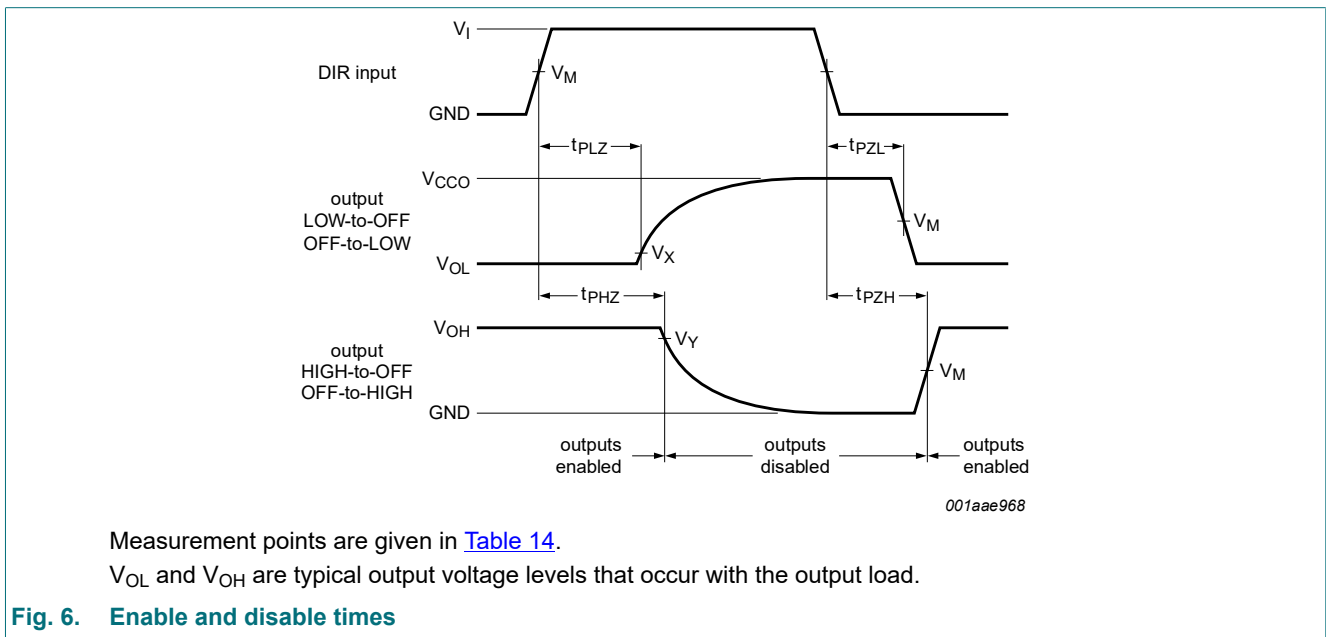 V_I
DIR input
V_M
GND
t_PLZ
t_PZL
V_CCO
output
LOW-to-OFF
OFF-to-LOW
V_M
V_X
V_OL
t_PHZ
t_PZH
V_OH
V_Y
output
HIGH-to-OFF
OFF-to-HIGH
V_M
GND
outputs
enabled
outputs
disabled
outputs
enabled
001aae968
Measurement points are given in Table 14.
V_OL and V_OH are typical output voltage levels that occur with the output load.
Fig. 6. Enable and disable times